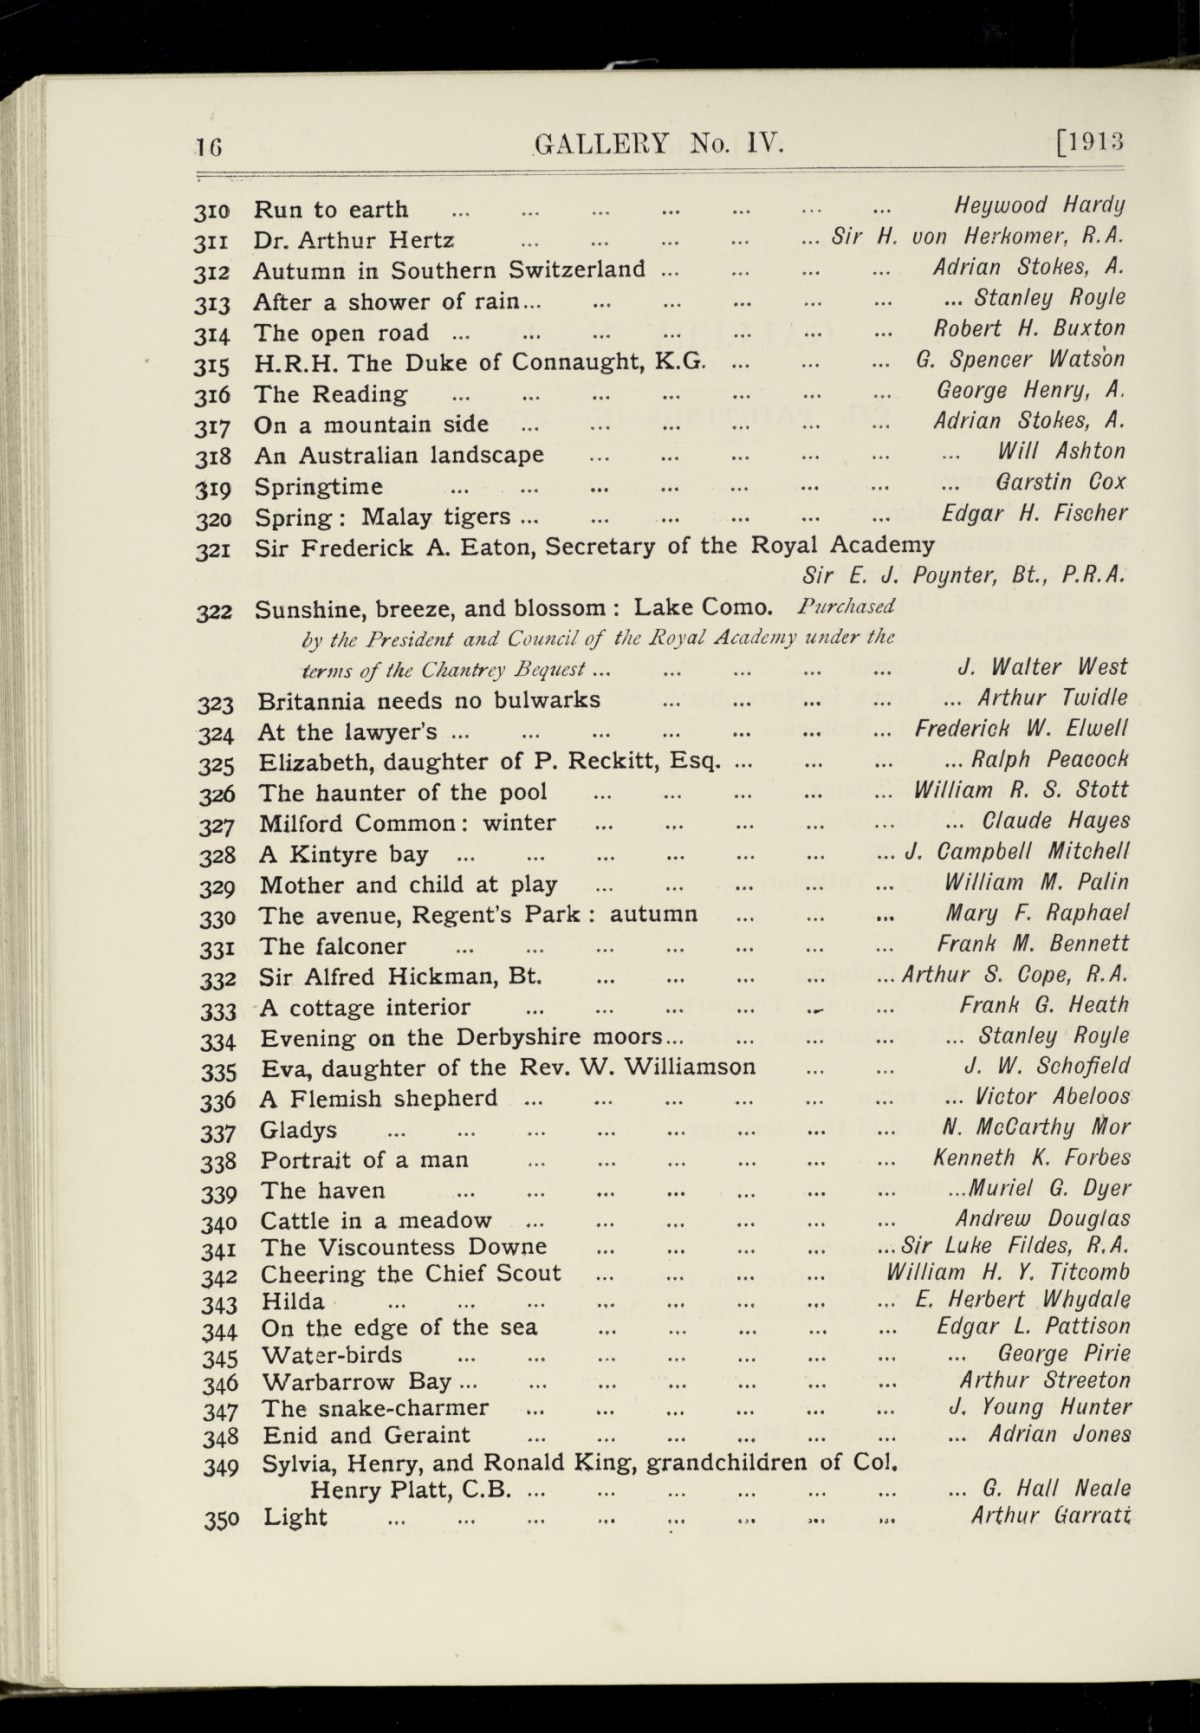 16 GALLERY No. IV. [1913
310 Run to earth ... ... ... ... ... ... ... Heywood Hardy
311 Dr. Arthur Hertz ... ... ... ... ... Sir H. von Herkomer, R.A.
312 Autumn in Southern Switzerland ... ... ... ... Adrian Stokes, A.
313 After a shower of rain... ... ... ... ... ... ... Stanley Royle
314 The open road ... ... ... ... ... ... ... Robert H. Buxton
315 H.R.H. The Duke of Connaught, K.G. ... ... ... G. Spencer Watson
316 The Reading ... ... ... ... ... ... ... George Henry, A.
317 On a mountain side ... ... ... ... ... ... Adrian Stokes, A.
318 An Australian landscape ... ... ... ... ... ... Will Ashton
319 Springtime ... ... ... ... ... ... ... ... Garstin Cox
320 Spring : Malay tigers ... ... ... ... ... ... Edgar H. Fischer
321 Sir Frederick A. Eaton, Secretary of the Royal Academy
Sir E. J. Poynter, Bt., P.R.A.
322 Sunshine, breeze, and blossom : Lake Como. Purchased
by the President and Council of the Royal Academy under the
terms of the Chantrey Bequest ... ... ... ... ... J. Walter West
323 Britannia needs no bulwarks ... ... ... ... ... Arthur Twidle
324 At the lawyer's ... ... ... ... ... ... ... Frederick W. Elwell
325 Elizabeth, daughter of P. Reckitt, Esq. ... ... ... ... Ralph Peacock
326 The haunter of the pool ... ... ... ... ... William R. S. Stott
327 Milford Common : winter ... ... ... ... ... ... Claude Hayes
328 A Kintyre bay ... ... ... ... ... ... ... J. Campbell Mitchell
329 Mother and child at play ... ... ... ... ... William M. Palin
330 The avenue, Regent's Park : autumn ... ... ... Mary F. Raphael
331 The falconer ... ... ... ... ... ... ... Frank M. Bennett
332 Sir Alfred Hickman, Bt. ... ... ... ... ... Arthur S. Cope, R.A.
333 A cottage interior ... ... ... ... ... ... Frank G. Heath
334 Evening on the Derbyshire moors... ... ... ... ... Stanley Royle
335 Eva, daughter of the Rev. W. Williamson ... ... J. W. Schofield
336 A Flemish shepherd ... ... ... ... ... ... ... Victor Abeloos
337 Gladys ... ... ... ... ... ... ... ... N. McCarthy Mor
338 Portrait of a man ... ... ... ... ... ... Kenneth K. Forbes
339 The haven ... ... ... ... ... ... ... ...Muriel G. Dyer
340 Cattle in a meadow ... ... ... ... ... ... Andrew Douglas
341 The Viscountess Downe ... ... ... ... ... Sir Luke Fildes, R.A.
342 Cheering the Chief Scout ... ... ... ... William H. Y. Titcomb
343 Hilda ... ... ... ... ... ... ... ... E. Herbert Whydale
344 On the edge of the sea ... ... ... ... ... Edgar L. Pattison
345 Water-birds ... ... ... ... ... ... ... ... George Pirie
346 Warbarrow Bay ... ... ... ... ... ... ... Arthur Streeton
347 The snake-charmer ... ... ... ... ... ... J. Young Hunter
348 Enid and Geraint ... ... ... ... ... ... ... Adrian Jones
349 Sylvia, Henry, and Ronald King, grandchildren of Col.
Henry Platt, C.B. ... ... ... ... ... ... ... G. Hall Neale
350 Light ... ... ... ... ... ... ... ... Arthur Garratt